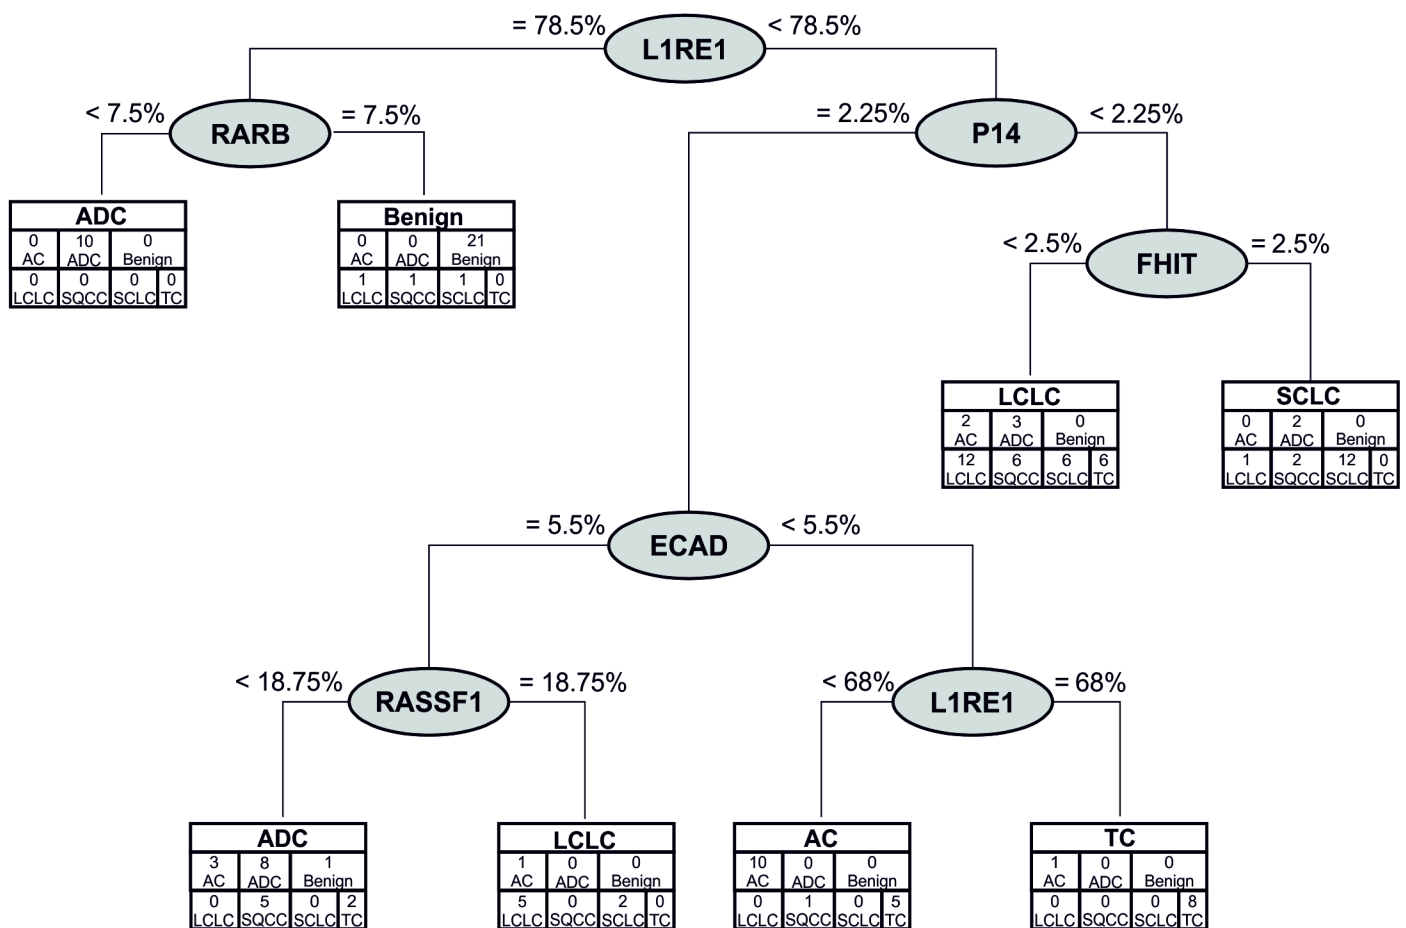 = 78.5% L1RE1 < 78.5%
< 7.5% RARB = 7.5%
= 2.25% P14 < 2.25%
ADC
0 10 0
AC ADC Benign
0 0 0 0
LCLC SQCC SCLC TC
Benign
0 0 21
AC ADC Benign
1 1 1 0
LCLC SQCC SCLC TC
< 2.5% FHIT = 2.5%
LCLC
2 3 0
AC ADC Benign
12 6 6 6
LCLC SQCC SCLC TC
SCLC
0 2 0
AC ADC Benign
1 2 12 0
LCLC SQCC SCLC TC
= 5.5% ECAD < 5.5%
< 18.75% RASSF1 = 18.75%
< 68% L1RE1 = 68%
ADC
3 8 1
AC ADC Benign
0 5 0 2
LCLC SQCC SCLC TC
LCLC
1 0 0
AC ADC Benign
5 0 2 0
LCLC SQCC SCLC TC
AC
10 0 0
AC ADC Benign
0 1 0 5
LCLC SQCC SCLC TC
TC
1 0 0
AC ADC Benign
0 0 0 8
LCLC SQCC SCLC TC